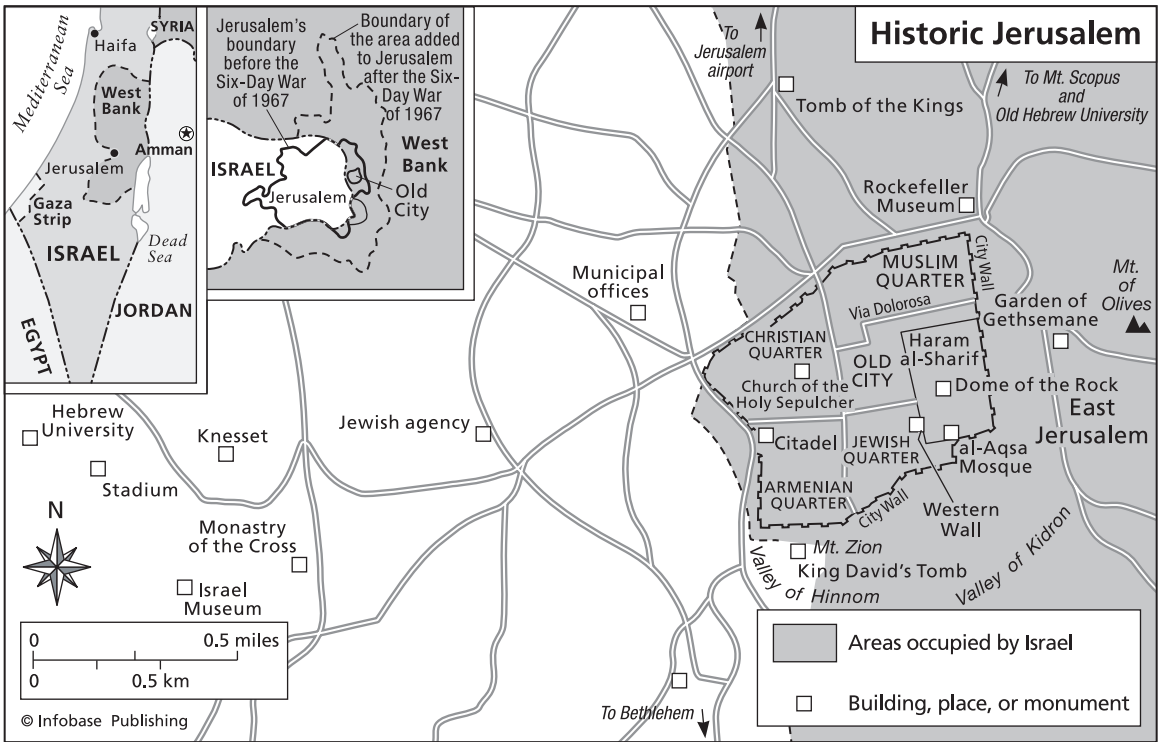 Historic Jerusalem
Mediterranean
Sea
SYRIA
Haifa
West
Bank
Amman
Jerusalem
Gaza
Strip
ISRAEL
Dead
Sea
JORDAN
EGYPT
Jerusalem's
boundary
before the
Six-Day War
of 1967
Boundary of
the area added
to Jerusalem
after the Six-
Day War
of 1967
ISRAEL
West
Bank
Jerusalem
Old
City
To
Jerusalem
airport
To Mt. Scopus
and
Old Hebrew University
Tomb of the Kings
Rockefeller
Museum
City Wall
MUSLIM
QUARTER
Via Dolorosa
Mt.
of
Olives
Garden of
Gethsemane
Municipal
offices
CHRISTIAN
QUARTER
OLD
CITY
Haram
al-Sharif
Church of the
Holy Sepulcher
Dome of the Rock
East
Jerusalem
Hebrew
University
Knesset
Jewish agency
Stadium
Citadel
JEWISH
QUARTER
al-Aqsa
Mosque
ARMENIAN
QUARTER
City Wall
Western
Wall
N
Monastry
of the Cross
Israel
Museum
Mt. Zion
King David's Tomb
Valley of
Hinnom
Valley of Kidron
0 0.5 miles
0 0.5 km
© Infobase Publishing
To Bethlehem
Areas occupied by Israel
Building, place, or monument